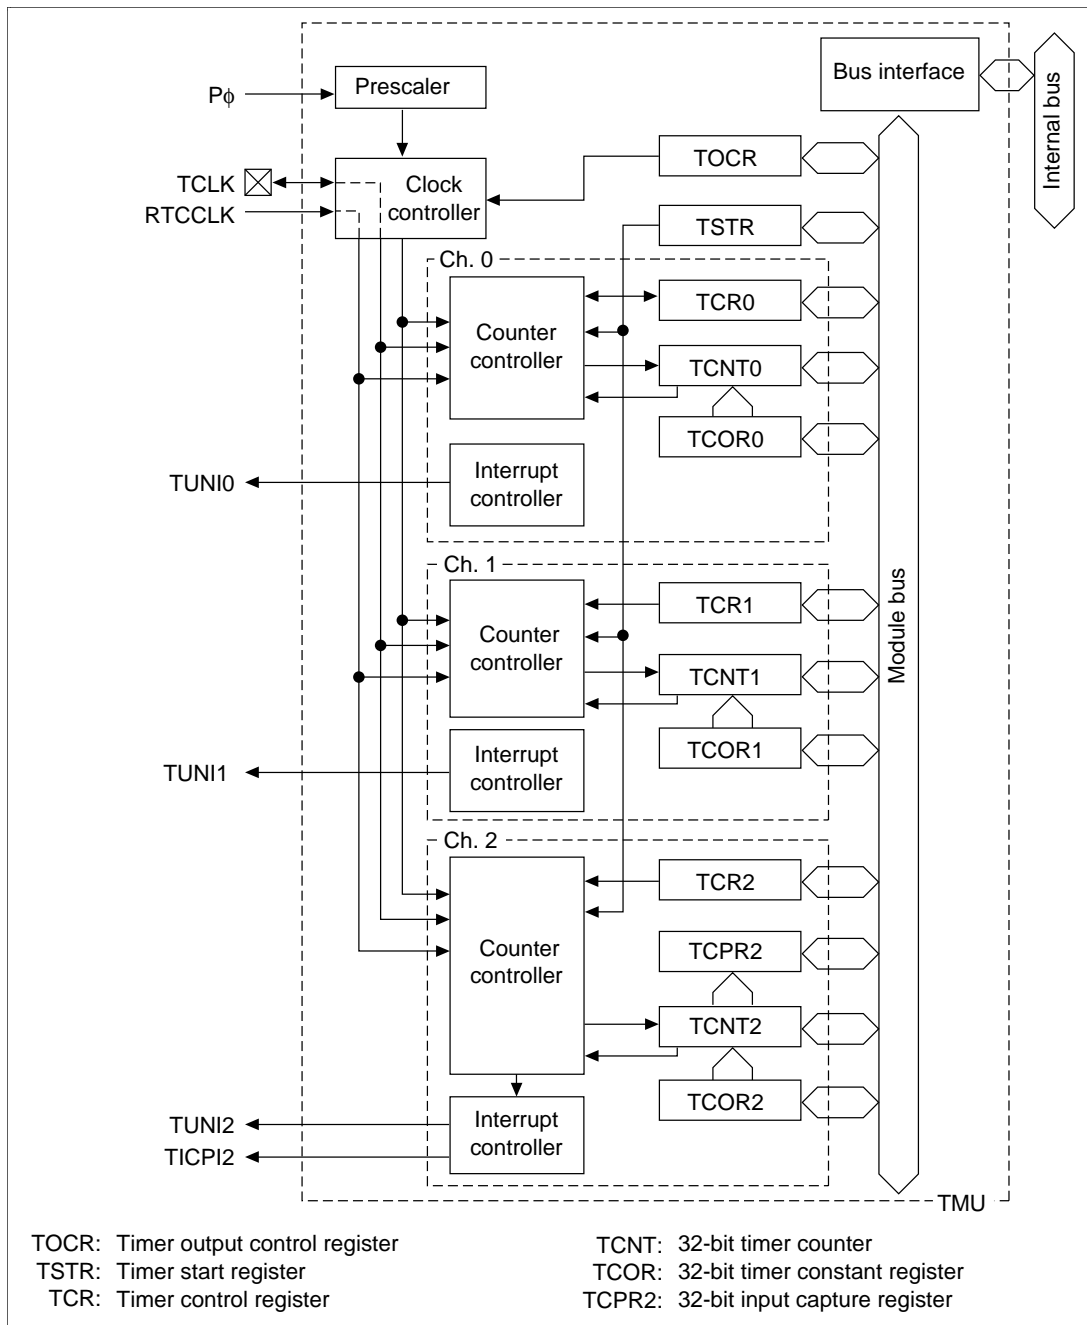 Bus interface
Internal bus
Pϕ
Prescaler
TOCR
TCLK
Clock
controller
RTCCLK
TSTR
Ch. 0
TCR0
Counter
controller
TCNT0
TCOR0
Interrupt
controller
TUNI0
Ch. 1
TCR1
Counter
controller
TCNT1
Module bus
TCOR1
Interrupt
controller
TUNI1
Ch. 2
TCR2
Counter
controller
TCPR2
TCNT2
TCOR2
Interrupt
controller
TUNI2
TICPI2
TMU
TOCR: Timer output control register
TSTR: Timer start register
TCR: Timer control register
TCNT: 32-bit timer counter
TCOR: 32-bit timer constant register
TCPR2: 32-bit input capture register